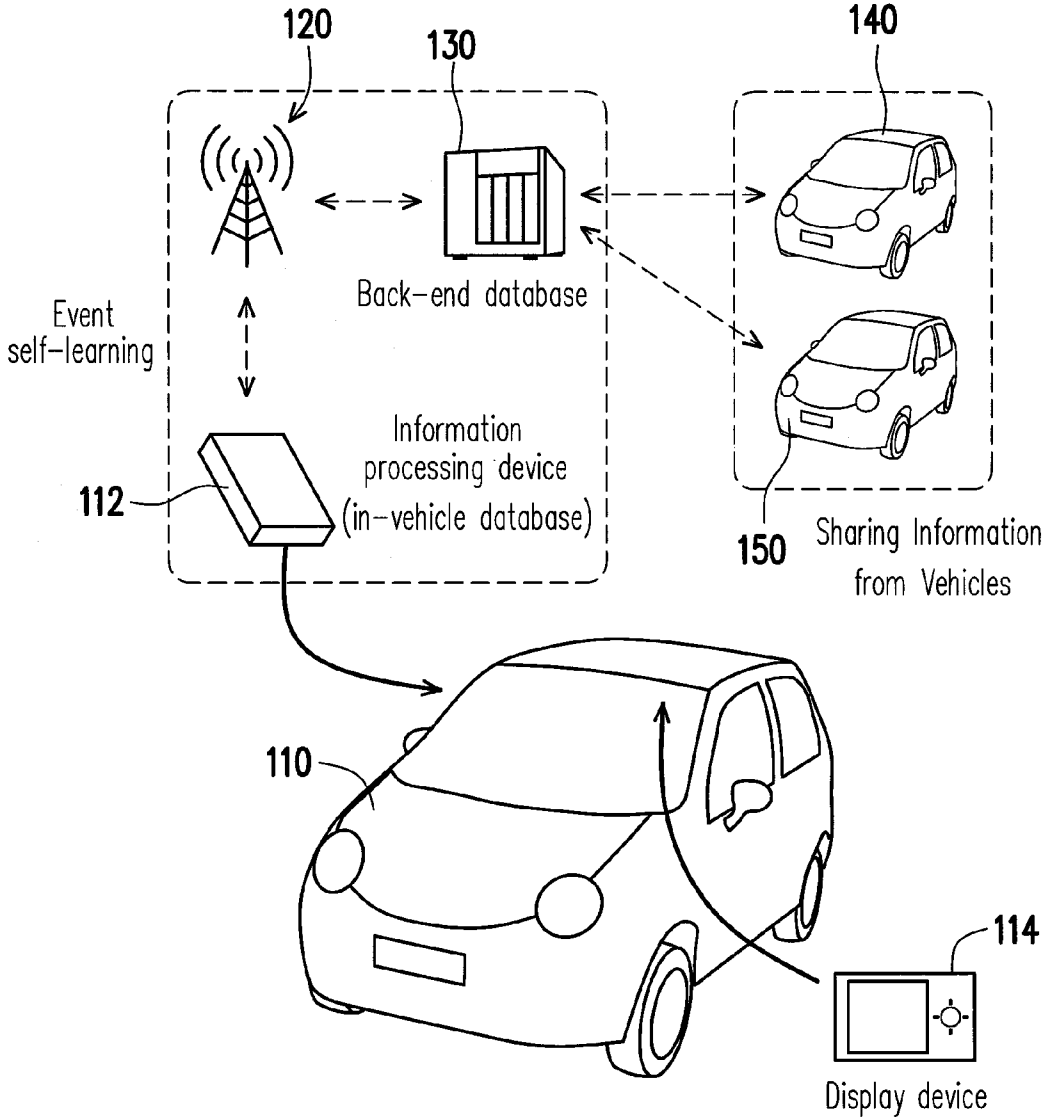 120
130
140
Back-end database
Event
self-learning
Information
processing device
(in-vehicle database)
112
150
Sharing Information
from Vehicles
110
114
Display device